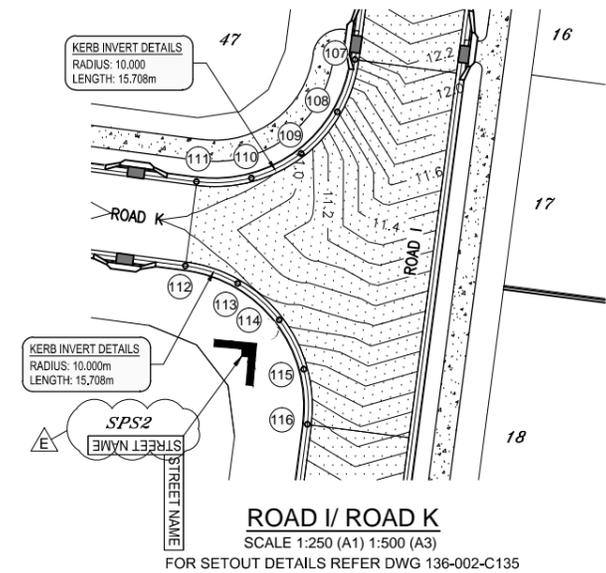 47
16
107
12.2
KERB INVERT DETAILS
RADIUS: 10.000
LENGTH: 15.708m
12.0
108
109
111
110
11.6
11.2
17
ROAD K
11.4
ROAD I
112
113
114
KERB INVERT DETAILS
RADIUS: 10.000m
LENGTH: 15.708m
115
116
SPS2
E
STREET NAME
STREET NAME
18
ROAD I/ ROAD K
SCALE 1:250 (A1) 1:500 (A3)
FOR SETOUT DETAILS REFER DWG 136-002-C135